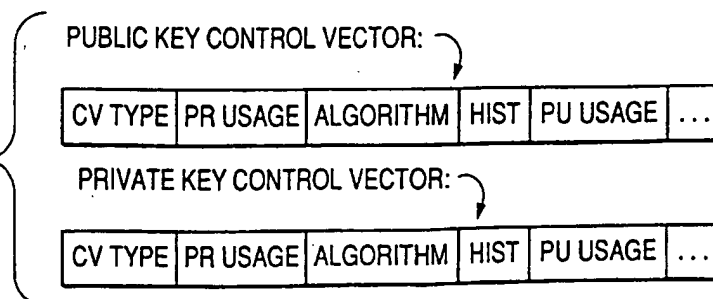 PUBLIC KEY CONTROL VECTOR:
CV TYPE PR USAGE ALGORITHM HIST PU USAGE ...
PRIVATE KEY CONTROL VECTOR:
CV TYPE PR USAGE ALGORITHM HIST PU USAGE ...